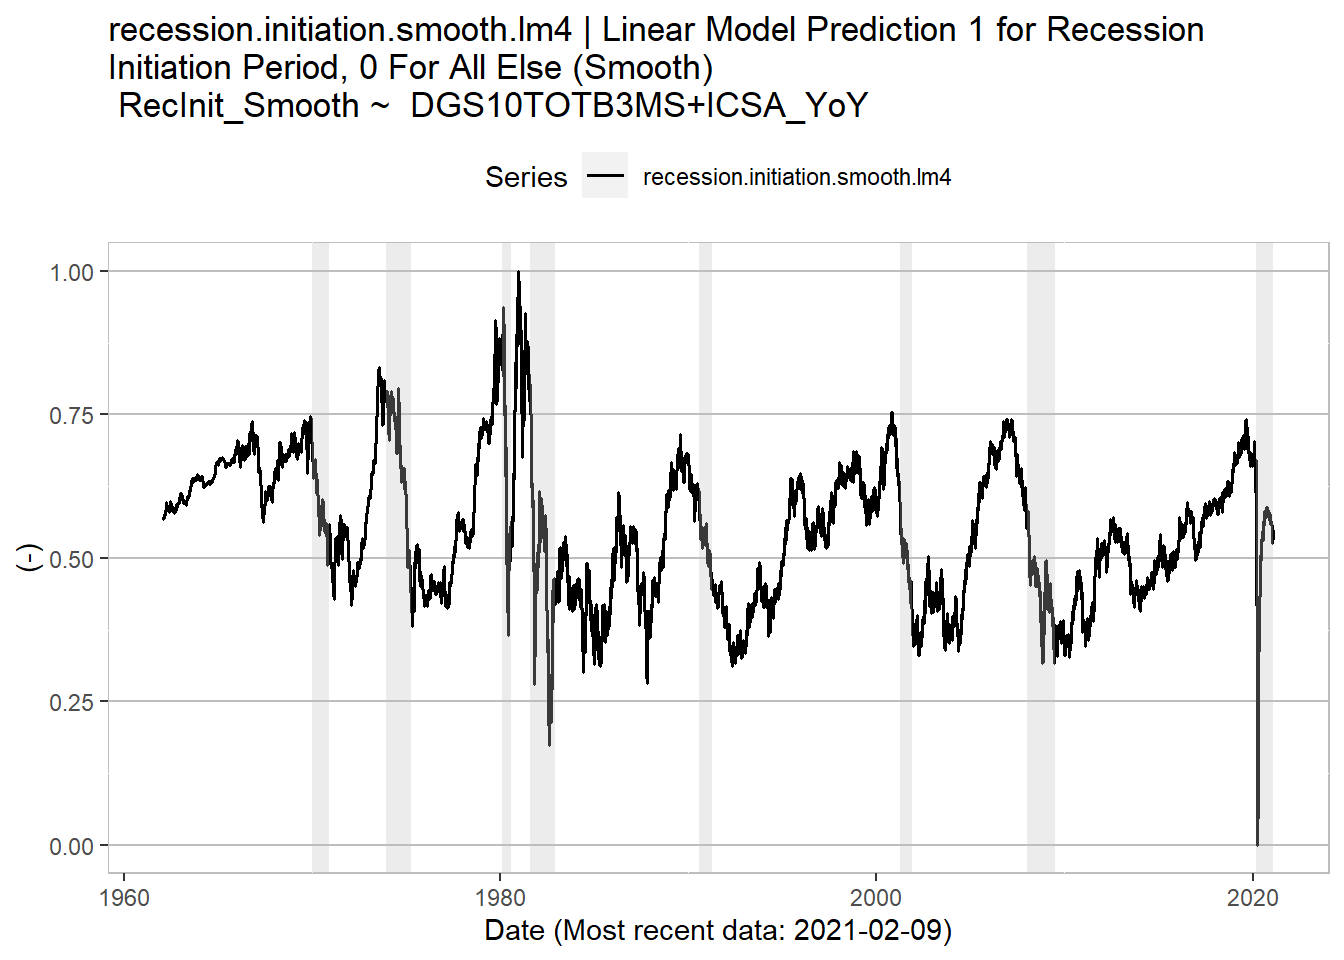 recession.initiation.smooth.lm4 | Linear Model Prediction 1 for Recession
Initiation Period, 0 For All Else (Smooth)
RecInit_Smooth ~  DGS10TOTB3MS+ICSA_YoY
Series recession.initiation.smooth.lm4
1.00
0.75
0.50
0.25
0.00
(-)
1960 1980 2000 2020
Date (Most recent data: 2021-02-09)